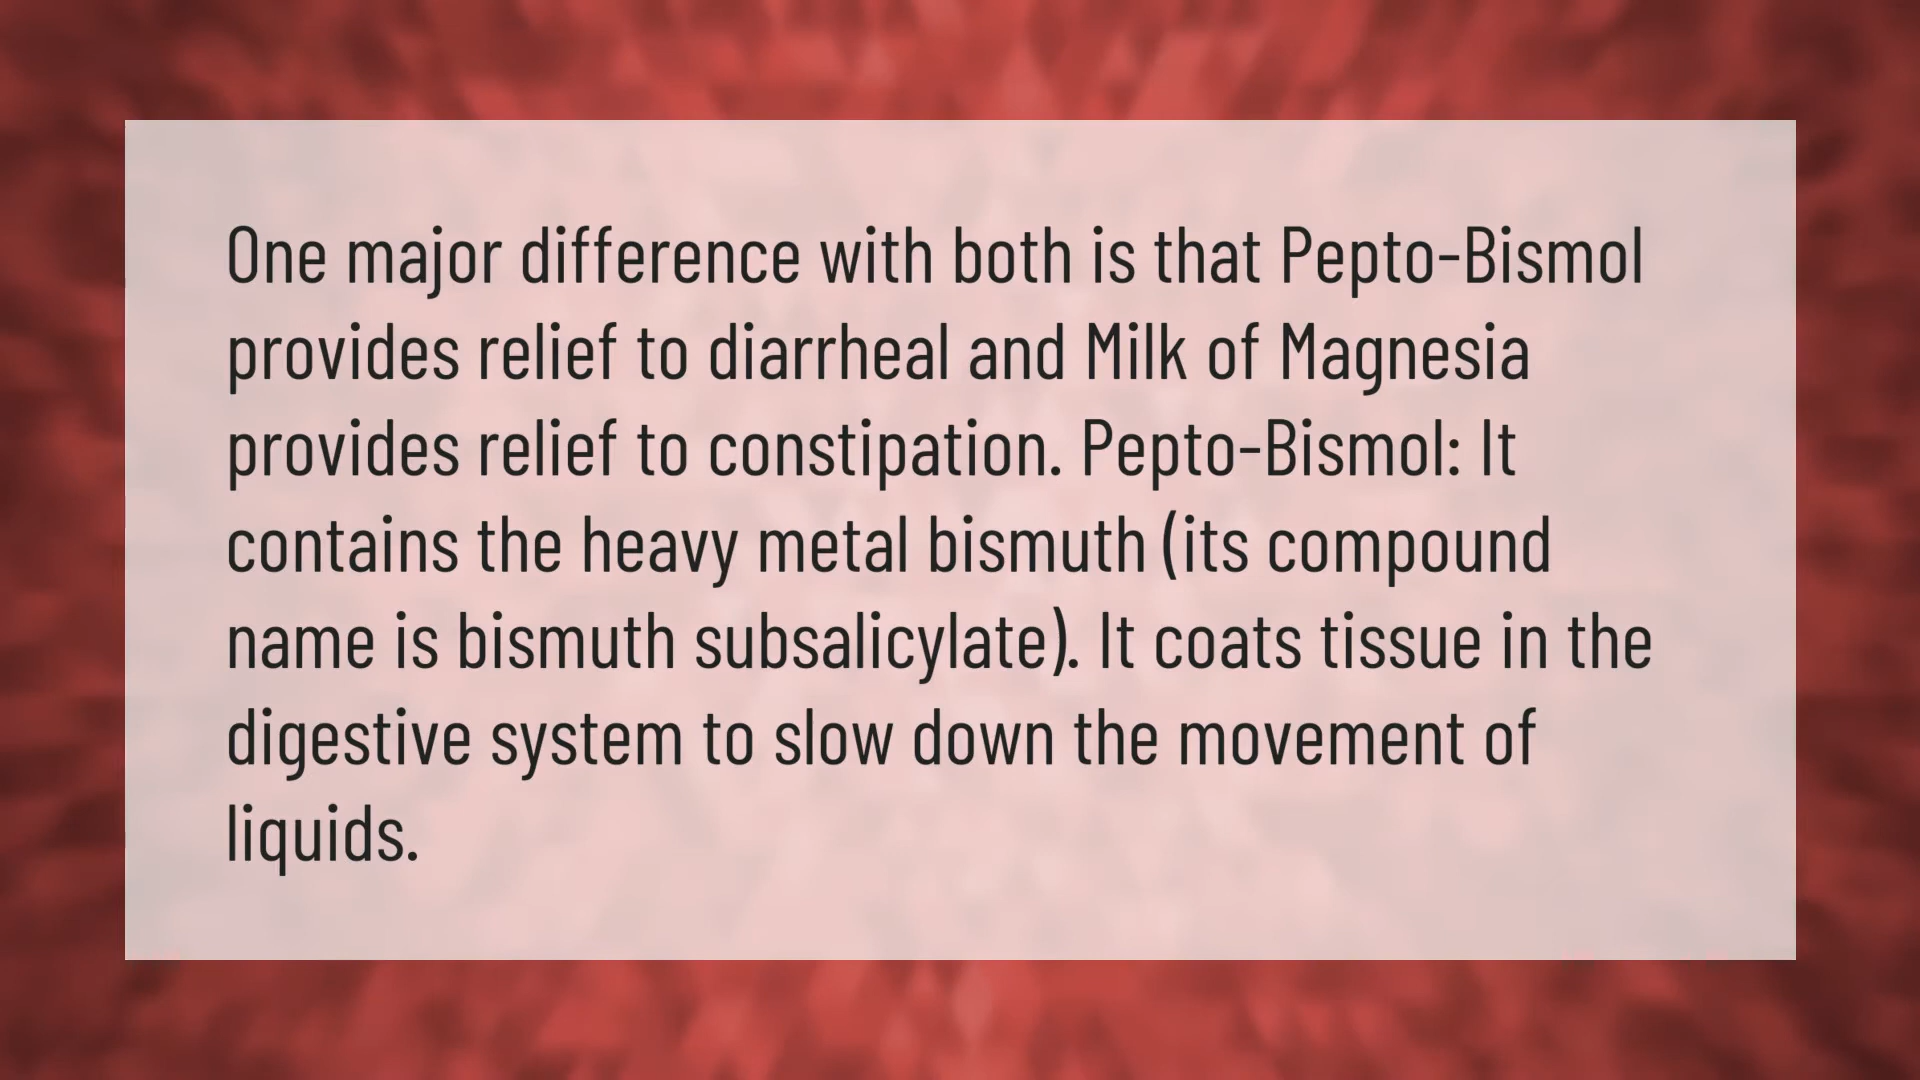 One major difference with both is that Pepto-Bismol
provides relief to diarrheal and Milk of Magnesia
provides relief to constipation. Pepto-Bismol: It
contains the heavy metal bismuth (its compound
name is bismuth subsalicylate). It coats tissue in the
digestive system to slow down the movement of
liquids.